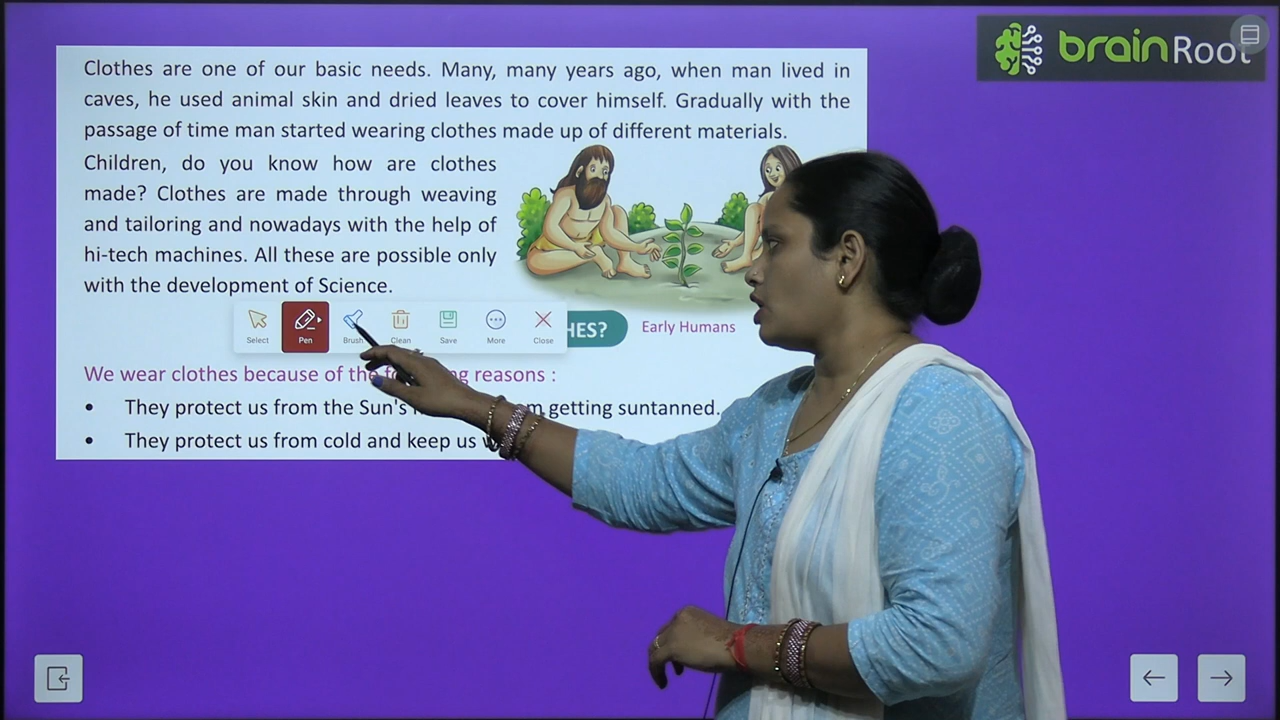 brainRoot
Clothes are one of our basic needs. Many, many years ago, when man lived in
caves, he used animal skin and dried leaves to cover himself. Gradually with the
passage of time man started wearing clothes made up of different materials.
Children, do you know how are clothes
made? Clothes are made through weaving
and tailoring and nowadays with the help of
hi-tech machines. All these are possible only
with the development of Science.
Select Pen Brush Clean Save More Close
HES?
Early Humans
We wear clothes because of the reasons :
• They protect us from the Sun's getting suntanned.
• They protect us from cold and keep us